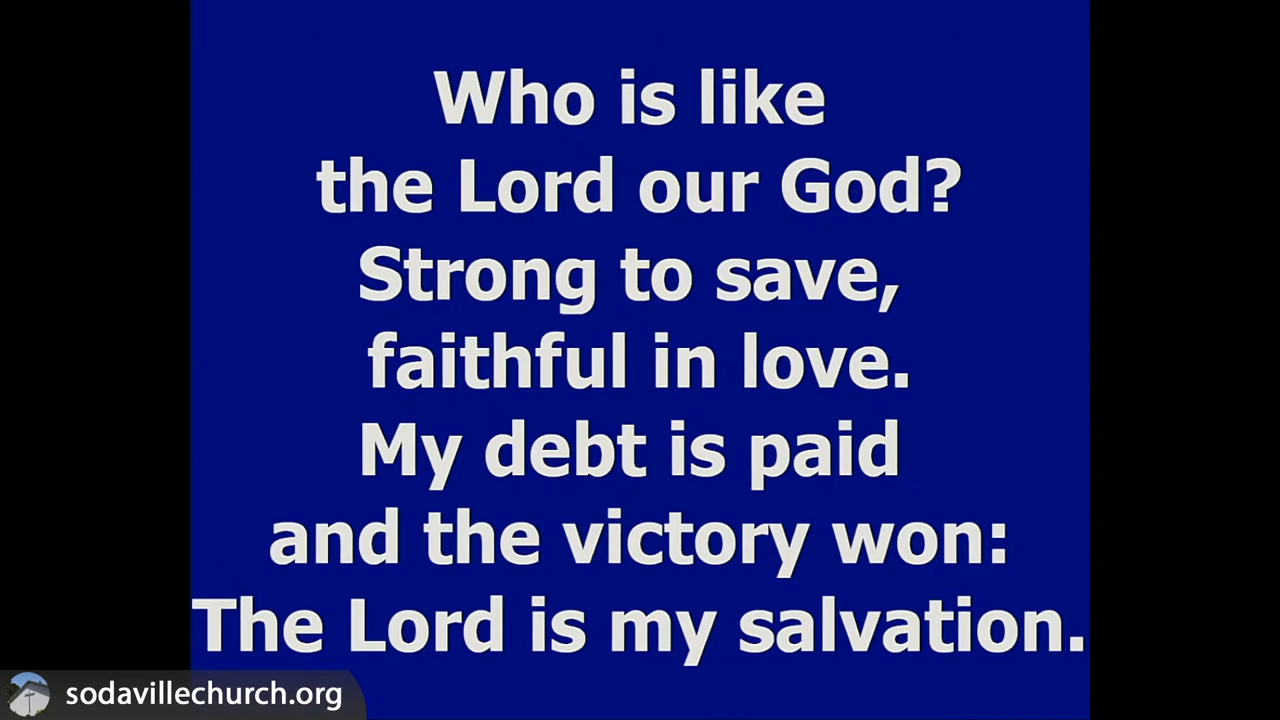 Who is like
the Lord our God?
Strong to save,
faithful in love.
My debt is paid
and the victory won:
The Lord is my salvation.
sodavillechurch.org